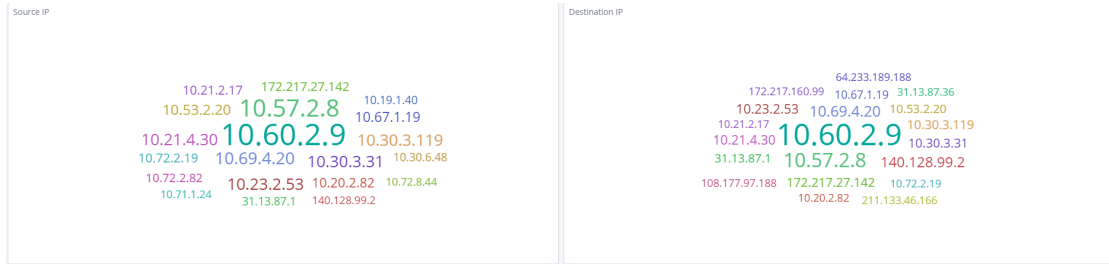 Source IP
10.21.2.17 172.217.27.142
10.53.2.20 10.57.2.8 10.19.1.40
10.67.1.19
10.21.4.30 10.60.2.9 10.30.3.119
10.72.2.19 10.69.4.20 10.30.3.31 10.30.6.48
10.72.2.82 10.23.2.53 10.20.2.82 10.72.8.44
10.71.1.24 31.13.87.1 140.128.99.2
Destination IP
64.233.189.188
172.217.160.99 10.67.1.19 31.13.87.36
10.23.2.53 10.69.4.20 10.53.2.20
10.21.2.17 10.60.2.9 10.30.3.119
10.21.4.30 10.30.3.31
31.13.87.1 10.57.2.8 140.128.99.2
108.177.97.188 172.217.27.142 10.72.2.19
10.20.2.82 211.133.46.166